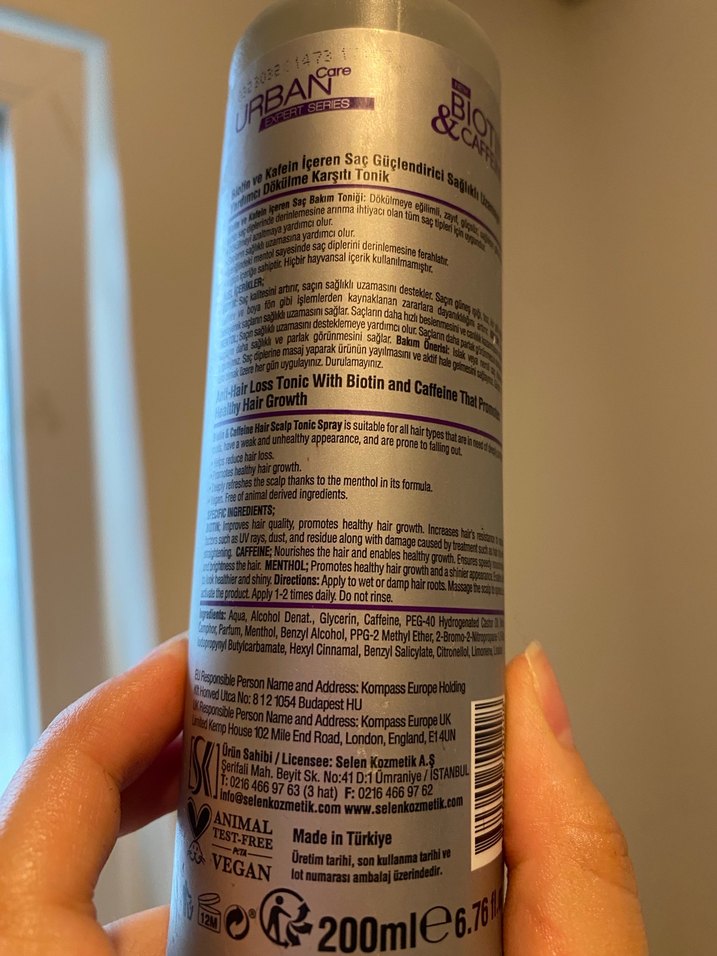 URBAN Care
EXPERT SERIES
BIOTIN
& CAFFEINE
Biotin ve Kafein İçeren Saç Güçlendirici Sağlıklı
Yardımcı Dökülme Karşıtı Tonik
ve Kafein İçeren Saç Bakım Toniği: Dökülmeye eğilimli, zayıf, güçsüz,
saç diplerinde derinlemesine arınma ihtiyacı olan tüm saç tipleri için uygundur.
azaltmaya yardımcı olur.
sağlıklı uzamasına yardımcı olur.
mentol sayesinde saç diplerini derinlemesine ferahlatır.
içeriğe sahiptir. Hiçbir hayvansal içerik kullanılmamıştır.
İÇERİKLER;
Saç kalitesini artırır, saçın sağlıklı uzamasını destekler. Saçın güneş ışığı,
ve boya fön gibi işlemlerden kaynaklanan zararlara dayanıklılığını artırır.
saçların sağlıklı uzamasını sağlar. Saçların daha hızlı beslenmesini ve canlılık
Saçın sağlıklı uzamasını desteklemeye yardımcı olur. Saçların daha parlak görünmesini
daha sağlıklı ve parlak görünmesini sağlar. Bakım Önerisi: Islak veya nemli
Saç diplerine masaj yaparak ürünün yayılmasını ve aktif hale gelmesini sağlayınız.
üzere her gün uygulayınız. Durulamayınız.
Anti-Hair Loss Tonic With Biotin and Caffeine That Promotes
Healthy Hair Growth
Biotin & Caffeine Hair Scalp Tonic Spray is suitable for all hair types that are in need of
have a weak and unhealthy appearance, and are prone to falling out.
Helps reduce hair loss.
• Promotes healthy hair growth.
• Deeply refreshes the scalp thanks to the menthol in its formula.
• Vegan. Free of animal derived ingredients.
SPECIFIC INGREDIENTS;
BIOTIN; Improves hair quality, promotes healthy hair growth. Increases hair's resistance
factors such as UV rays, dust, and residue along with damage caused by treatment such as
straightening. CAFFEINE; Nourishes the hair and enables healthy growth. Ensures speedy
and brightness the hair. MENTHOL; Promotes healthy hair growth and a shinier appearance.
to look healthier and shiny. Directions: Apply to wet or damp hair roots. Massage the scalp to
activate the product. Apply 1-2 times daily. Do not rinse.
Ingredients: Aqua, Alcohol Denat., Glycerin, Caffeine, PEG-40 Hydrogenated Castor Oil,
Camphor, Parfum, Menthol, Benzyl Alcohol, PPG-2 Methyl Ether, 2-Bromo-2-Nitropropane
Iodopropynyl Butylcarbamate, Hexyl Cinnamal, Benzyl Salicylate, Citronellol, Limonene,
EU Responsible Person Name and Address: Kompass Europe Holding
Kft. Honved Utca No: 8 1 2 1054 Budapest HU
UK Responsible Person Name and Address: Kompass Europe UK
Limited Kemp House 102 Mile End Road, London, England, E1 4UN
Ürün Sahibi / Licensee: Selen Kozmetik A.Ş
Şerifali Mah. Beyit Sk. No:41 D:1 Ümraniye / İSTANBUL
T: 0216 466 97 63 (3 hat) F: 0216 466 97 62
info@selenkozmetik.com www.selenkozmetik.com
ANIMAL
TEST-FREE
PETA
VEGAN
Made in Türkiye
Üretim tarihi, son kullanma tarihi ve
lot numarası ambalaj üzerindedir.
12M
200ml e 6.76 fl.